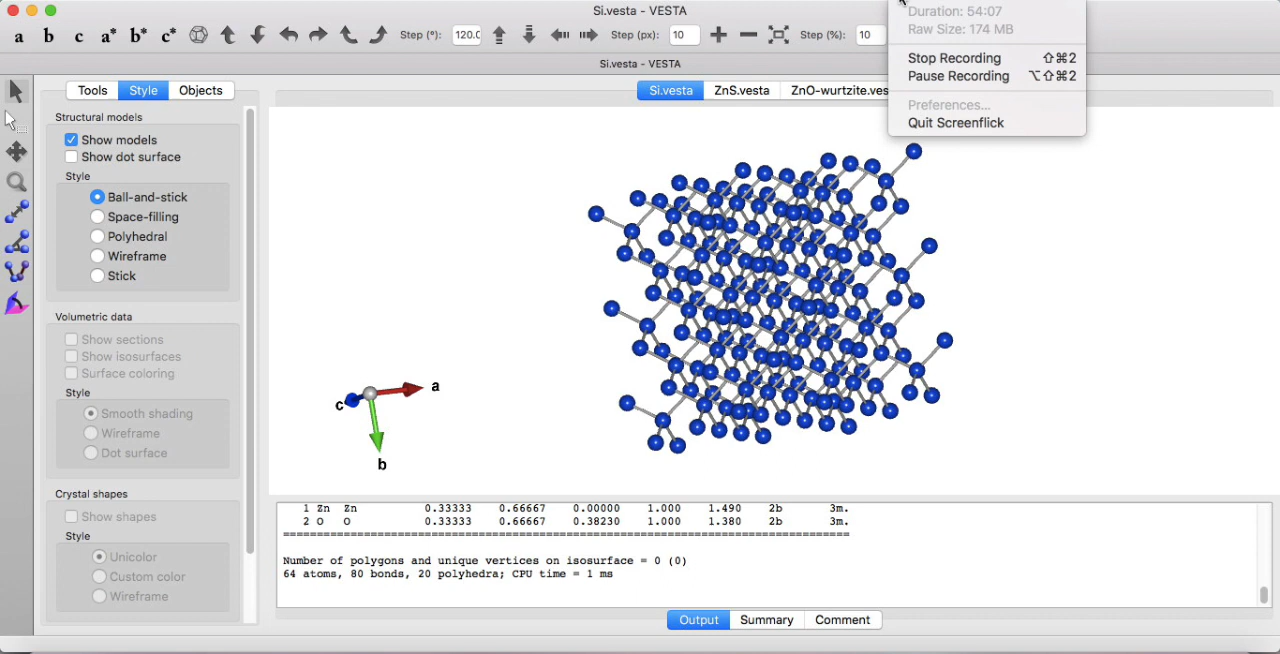 Si.vesta - VESTA
a b c a* b* c* Step (°): 120.0 Step (px): 10 Step (%): 10
Si.vesta - VESTA
Duration: 54:07
Raw Size: 174 MB
Stop Recording ⇧⌘2
Pause Recording ⌥⇧⌘2
Preferences...
Quit Screenflick
Tools Style Objects
Si.vesta ZnS.vesta ZnO-wurtzite.ves
Structural models
Show models
Show dot surface
Style
Ball-and-stick
Space-filling
Polyhedral
Wireframe
Stick
Volumetric data
Show sections
Show isosurfaces
Surface coloring
Style
Smooth shading
Wireframe
Dot surface
Crystal shapes
Show shapes
Style
Unicolor
Custom color
Wireframe
a
c
b
1 Zn Zn 0.33333 0.66667 0.00000 1.000 1.490 2b 3m.
2 O O 0.33333 0.66667 0.38230 1.000 1.380 2b 3m.
Number of polygons and unique vertices on isosurface = 0 (0)
64 atoms, 80 bonds, 20 polyhedra; CPU time = 1 ms
Output Summary Comment